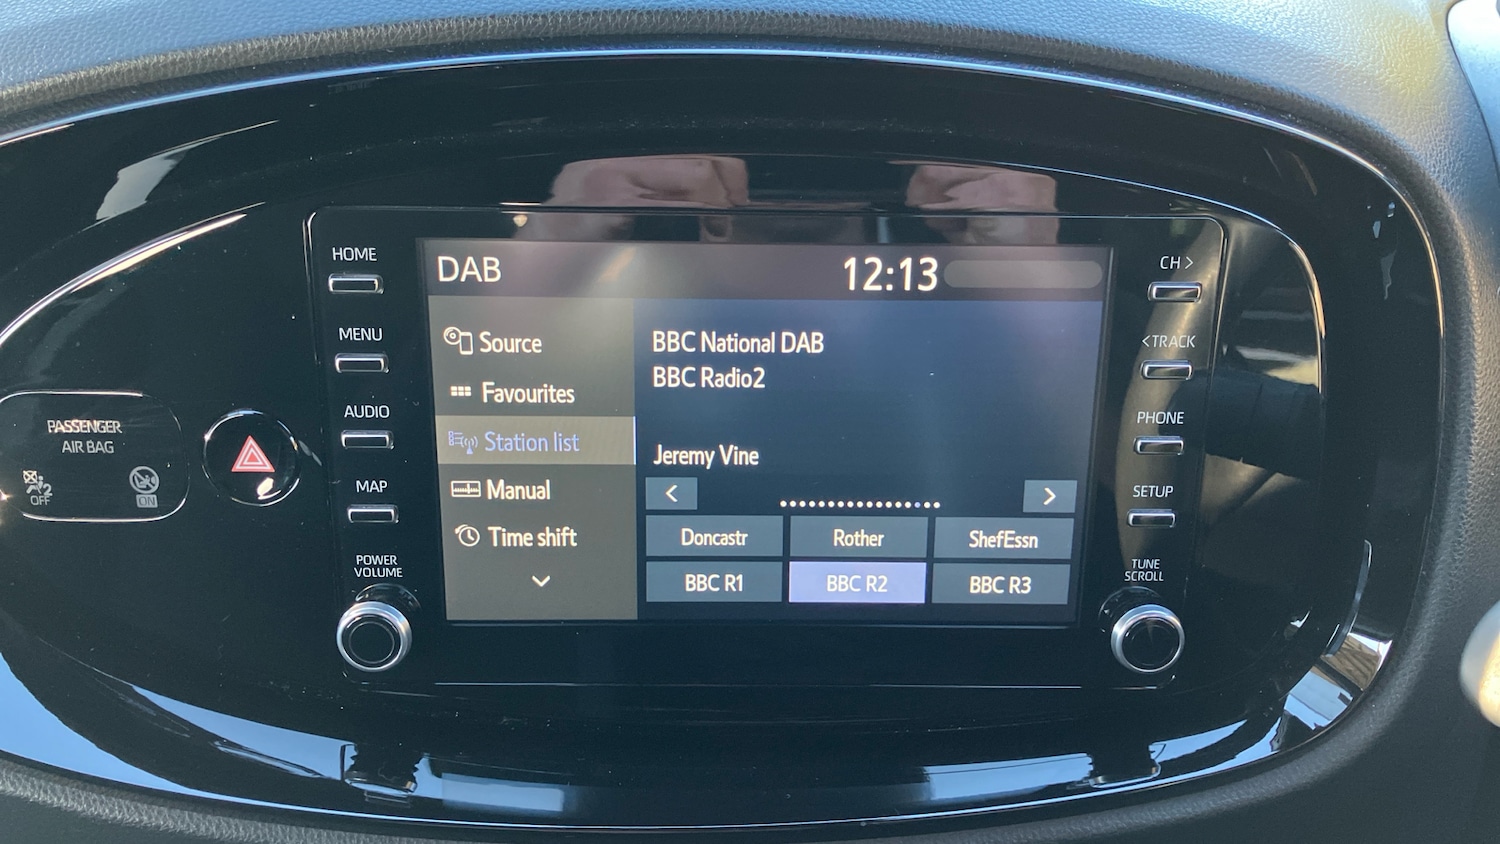 HOME
MENU
AUDIO
MAP
POWER
VOLUME
PASSENGER
AIR BAG
OFF
2
ON
DAB
12:13
Source
Favourites
Station list
Manual
Time shift
BBC National DAB
BBC Radio2
Jeremy Vine
<
>
Doncastr
Rother
ShefEssn
BBC R1
BBC R2
BBC R3
CH >
< TRACK
PHONE
SETUP
TUNE
SCROLL